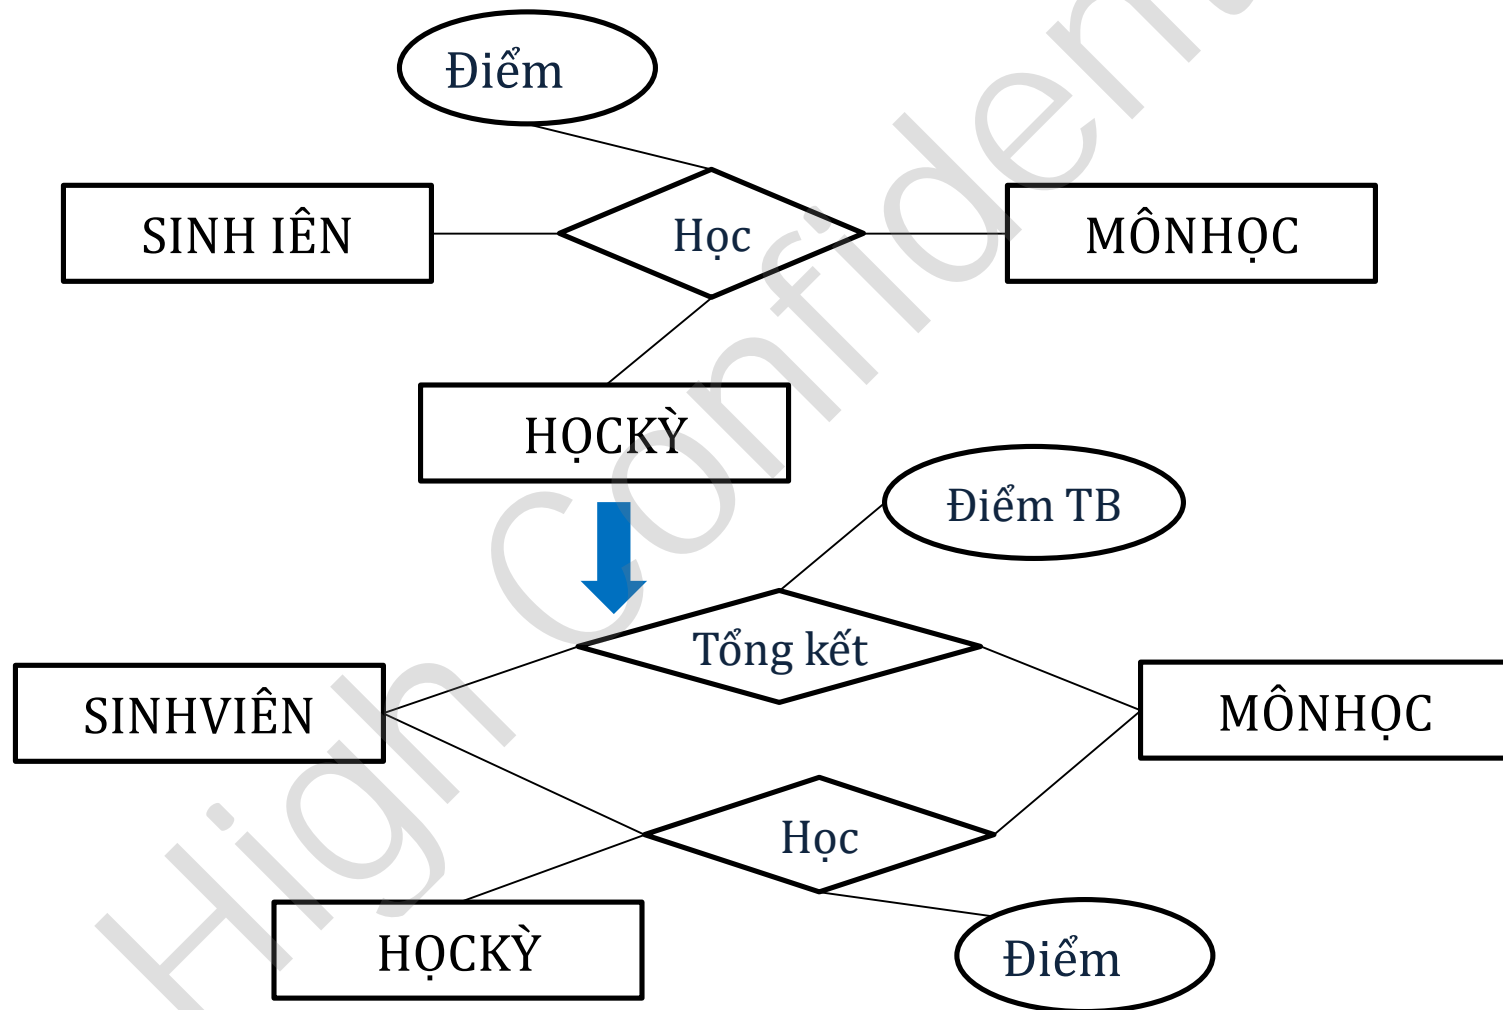 Điểm
SINH IÊN
Học
MÔNHỌC
HỌCKỲ
Điểm TB
Tổng kết
SINHVIÊN
MÔNHỌC
Học
HỌCKỲ
Điểm
High Confident